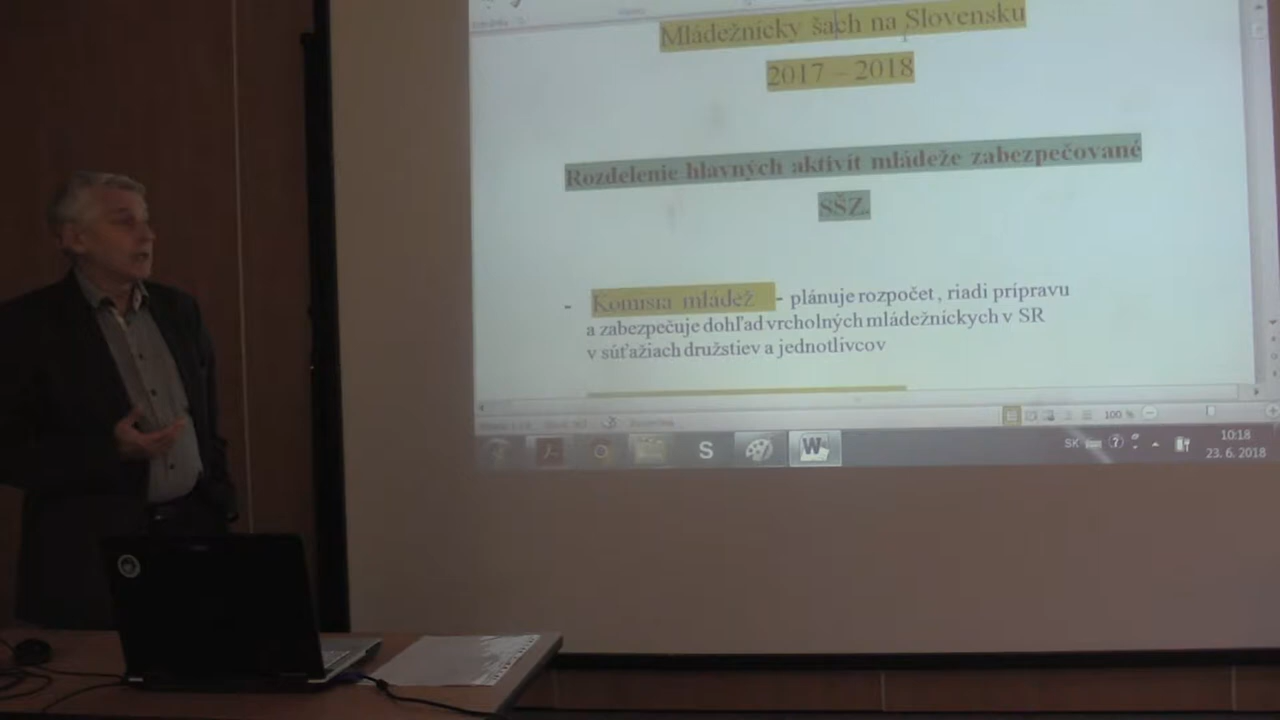 Mládežnícky šach na Slovensku
2017 – 2018
Rozdelenie hlavných aktivít mládeže zabezpečované
SŠZ.
- Komisia mládež - plánuje rozpočet, riadi prípravu
a zabezpečuje dohľad vrcholných mládežníckych v SR
v súťažiach družstiev a jednotlivcov
100 %
S W SK 10:18
23. 6. 2018